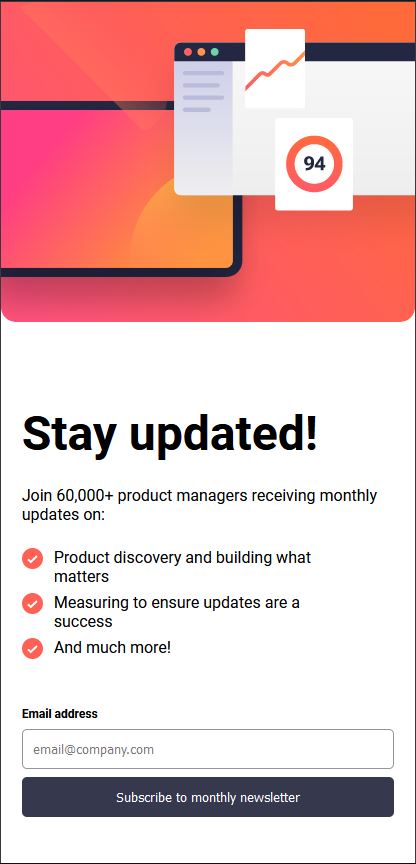 94
Stay updated!
Join 60,000+ product managers receiving monthly
updates on:
Product discovery and building what
matters
Measuring to ensure updates are a
success
And much more!
Email address
email@company.com
Subscribe to monthly newsletter